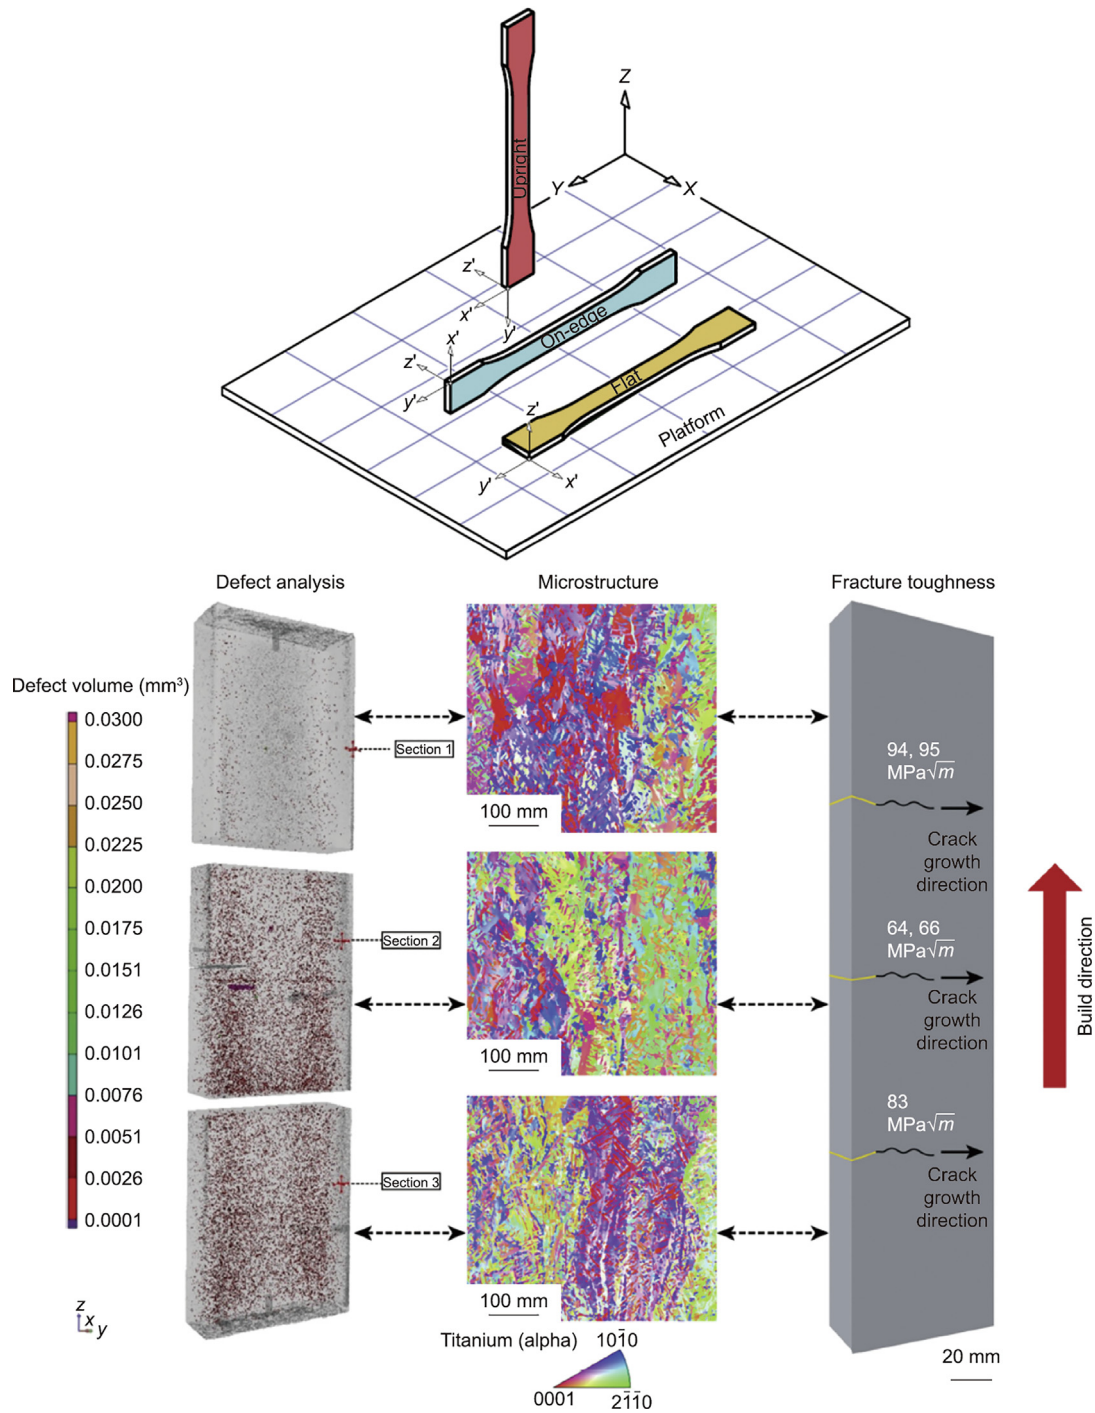 Z
Y
X
Upright
z'
x'
y'
x'
On-edge
z'
y'
Flat
z'
Platform
y'
x'
Defect analysis
Microstructure
Fracture toughness
Defect volume (mm³)
0.0300
0.0275
0.0250
0.0225
0.0200
0.0175
0.0151
0.0126
0.0101
0.0076
0.0051
0.0026
0.0001
z
x
y
Section 1
Section 2
Section 3
100 mm
100 mm
100 mm
94, 95
MPa√m
Crack
growth
direction
64, 66
MPa√m
Crack
growth
direction
83
MPa√m
Crack
growth
direction
Build direction
20 mm
Titanium (alpha)
101̄0
0001
21̄1̄0